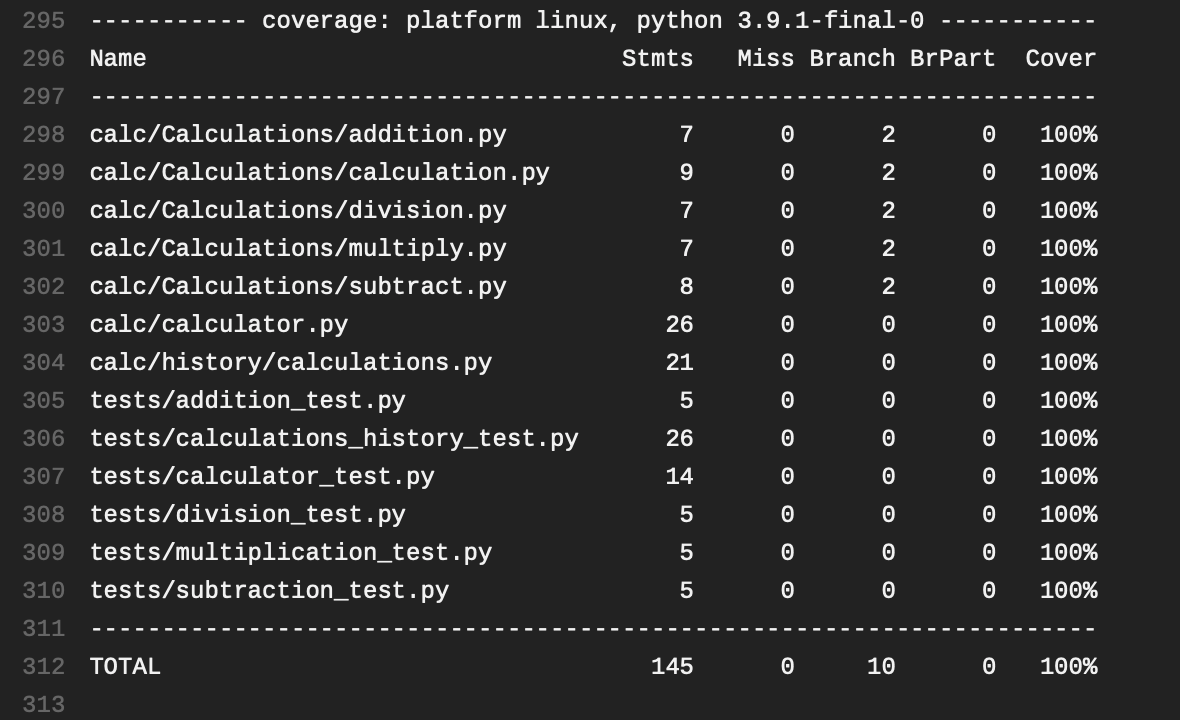 295 ----------- coverage: platform linux, python 3.9.1-final-0 -----------
296 Name                                 Stmts   Miss Branch BrPart  Cover
297 ----------------------------------------------------------------------
298 calc/Calculations/addition.py            7      0      2      0   100%
299 calc/Calculations/calculation.py         9      0      2      0   100%
300 calc/Calculations/division.py            7      0      2      0   100%
301 calc/Calculations/multiply.py            7      0      2      0   100%
302 calc/Calculations/subtract.py            8      0      2      0   100%
303 calc/calculator.py                      26      0      0      0   100%
304 calc/history/calculations.py            21      0      0      0   100%
305 tests/addition_test.py                   5      0      0      0   100%
306 tests/calculations_history_test.py      26      0      0      0   100%
307 tests/calculator_test.py                14      0      0      0   100%
308 tests/division_test.py                   5      0      0      0   100%
309 tests/multiplication_test.py             5      0      0      0   100%
310 tests/subtraction_test.py                5      0      0      0   100%
311 ----------------------------------------------------------------------
312 TOTAL                                  145      0     10      0   100%
313